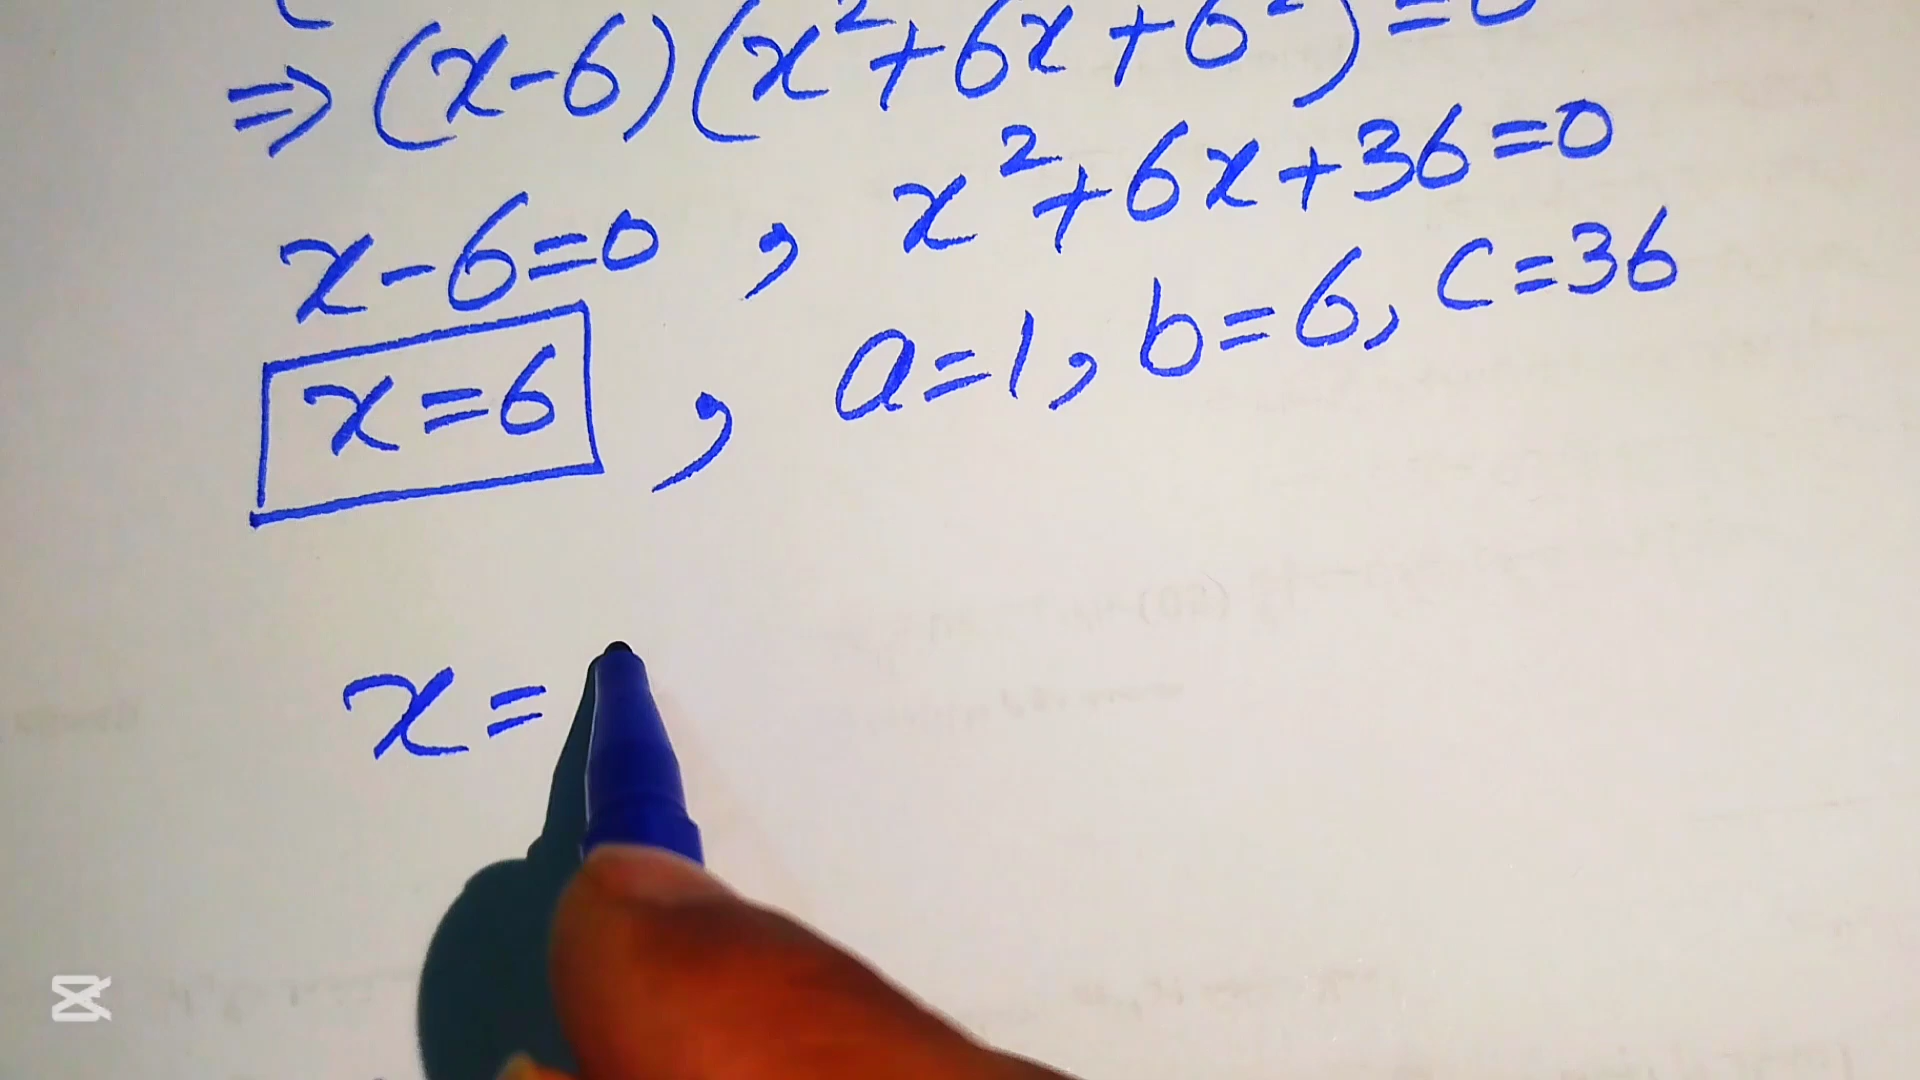 ⇒ (x-6)(x²+6x+6²)=0
x-6=0 , x²+6x+36=0
x=6 , a=1, b=6, c=36
x=